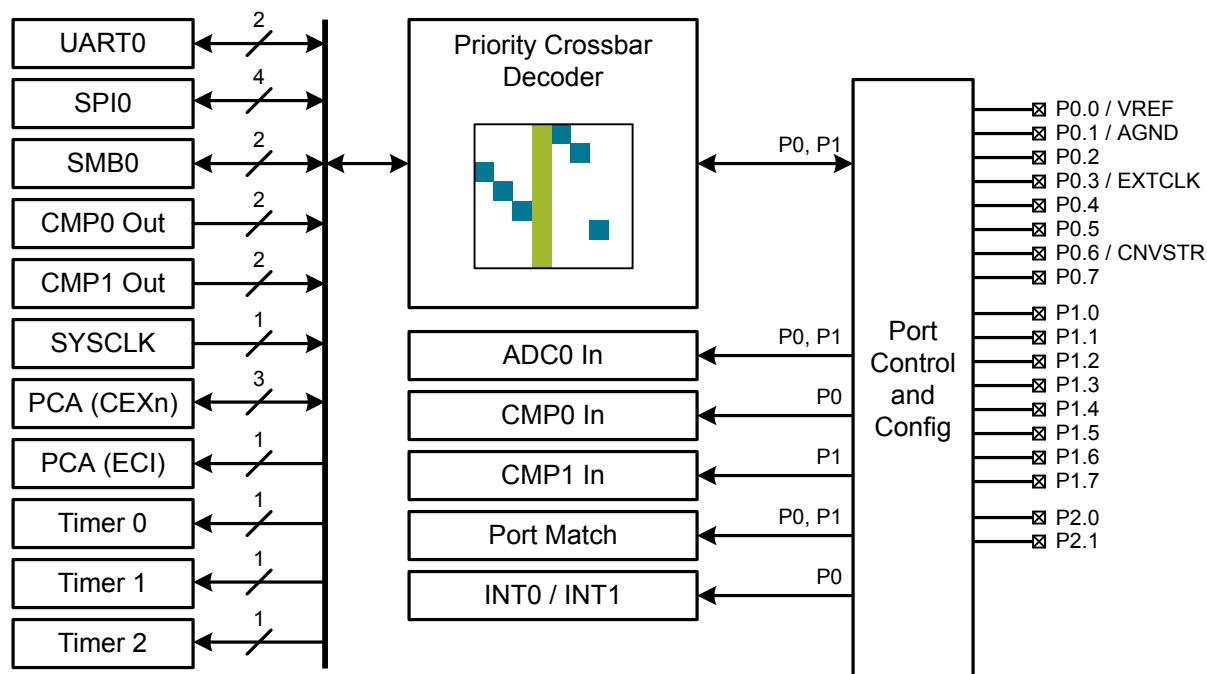 UART0
2
SPI0
4
SMB0
2
CMP0 Out
2
CMP1 Out
2
SYSCLK
1
PCA (CEXn)
3
PCA (ECI)
1
Timer 0
1
Timer 1
1
Timer 2
1
Priority Crossbar
Decoder
P0, P1
ADC0 In
P0, P1
CMP0 In
P0
CMP1 In
P1
Port Match
P0, P1
INT0 / INT1
P0
Port
Control
and
Config
P0.0 / VREF
P0.1 / AGND
P0.2
P0.3 / EXTCLK
P0.4
P0.5
P0.6 / CNVSTR
P0.7
P1.0
P1.1
P1.2
P1.3
P1.4
P1.5
P1.6
P1.7
P2.0
P2.1